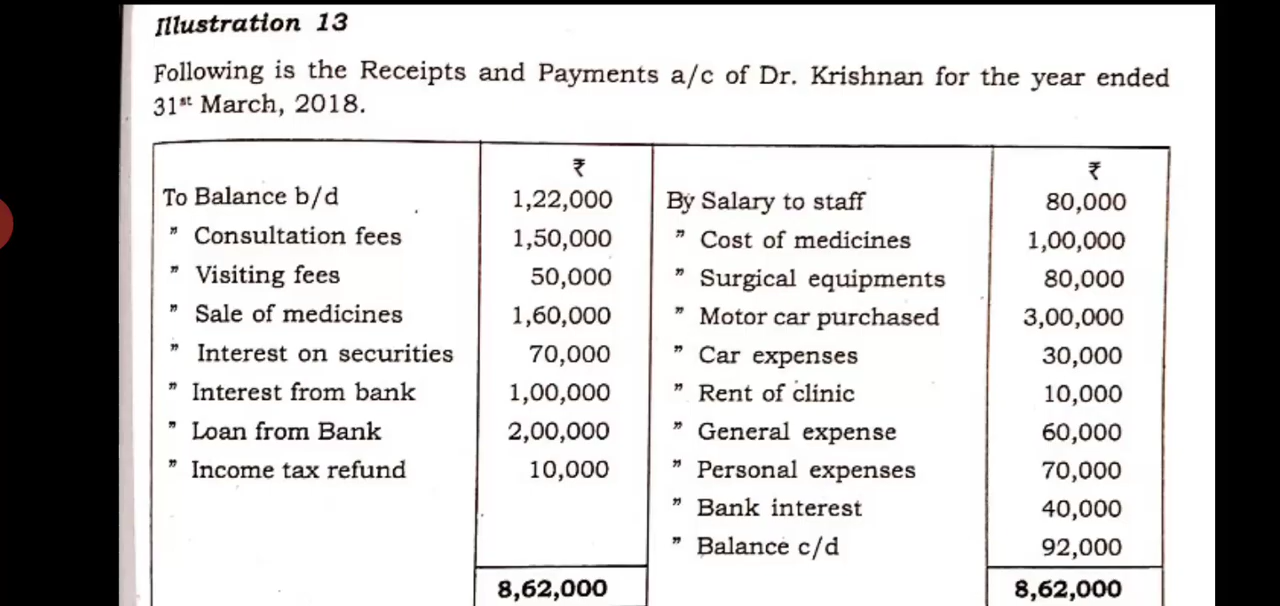 Illustration 13
Following is the Receipts and Payments a/c of Dr. Krishnan for the year ended
31st March, 2018.
₹ ₹
To Balance b/d 1,22,000 By Salary to staff 80,000
" Consultation fees 1,50,000 " Cost of medicines 1,00,000
" Visiting fees 50,000 " Surgical equipments 80,000
" Sale of medicines 1,60,000 " Motor car purchased 3,00,000
" Interest on securities 70,000 " Car expenses 30,000
" Interest from bank 1,00,000 " Rent of clinic 10,000
" Loan from Bank 2,00,000 " General expense 60,000
" Income tax refund 10,000 " Personal expenses 70,000
" Bank interest 40,000
" Balance c/d 92,000
8,62,000 8,62,000